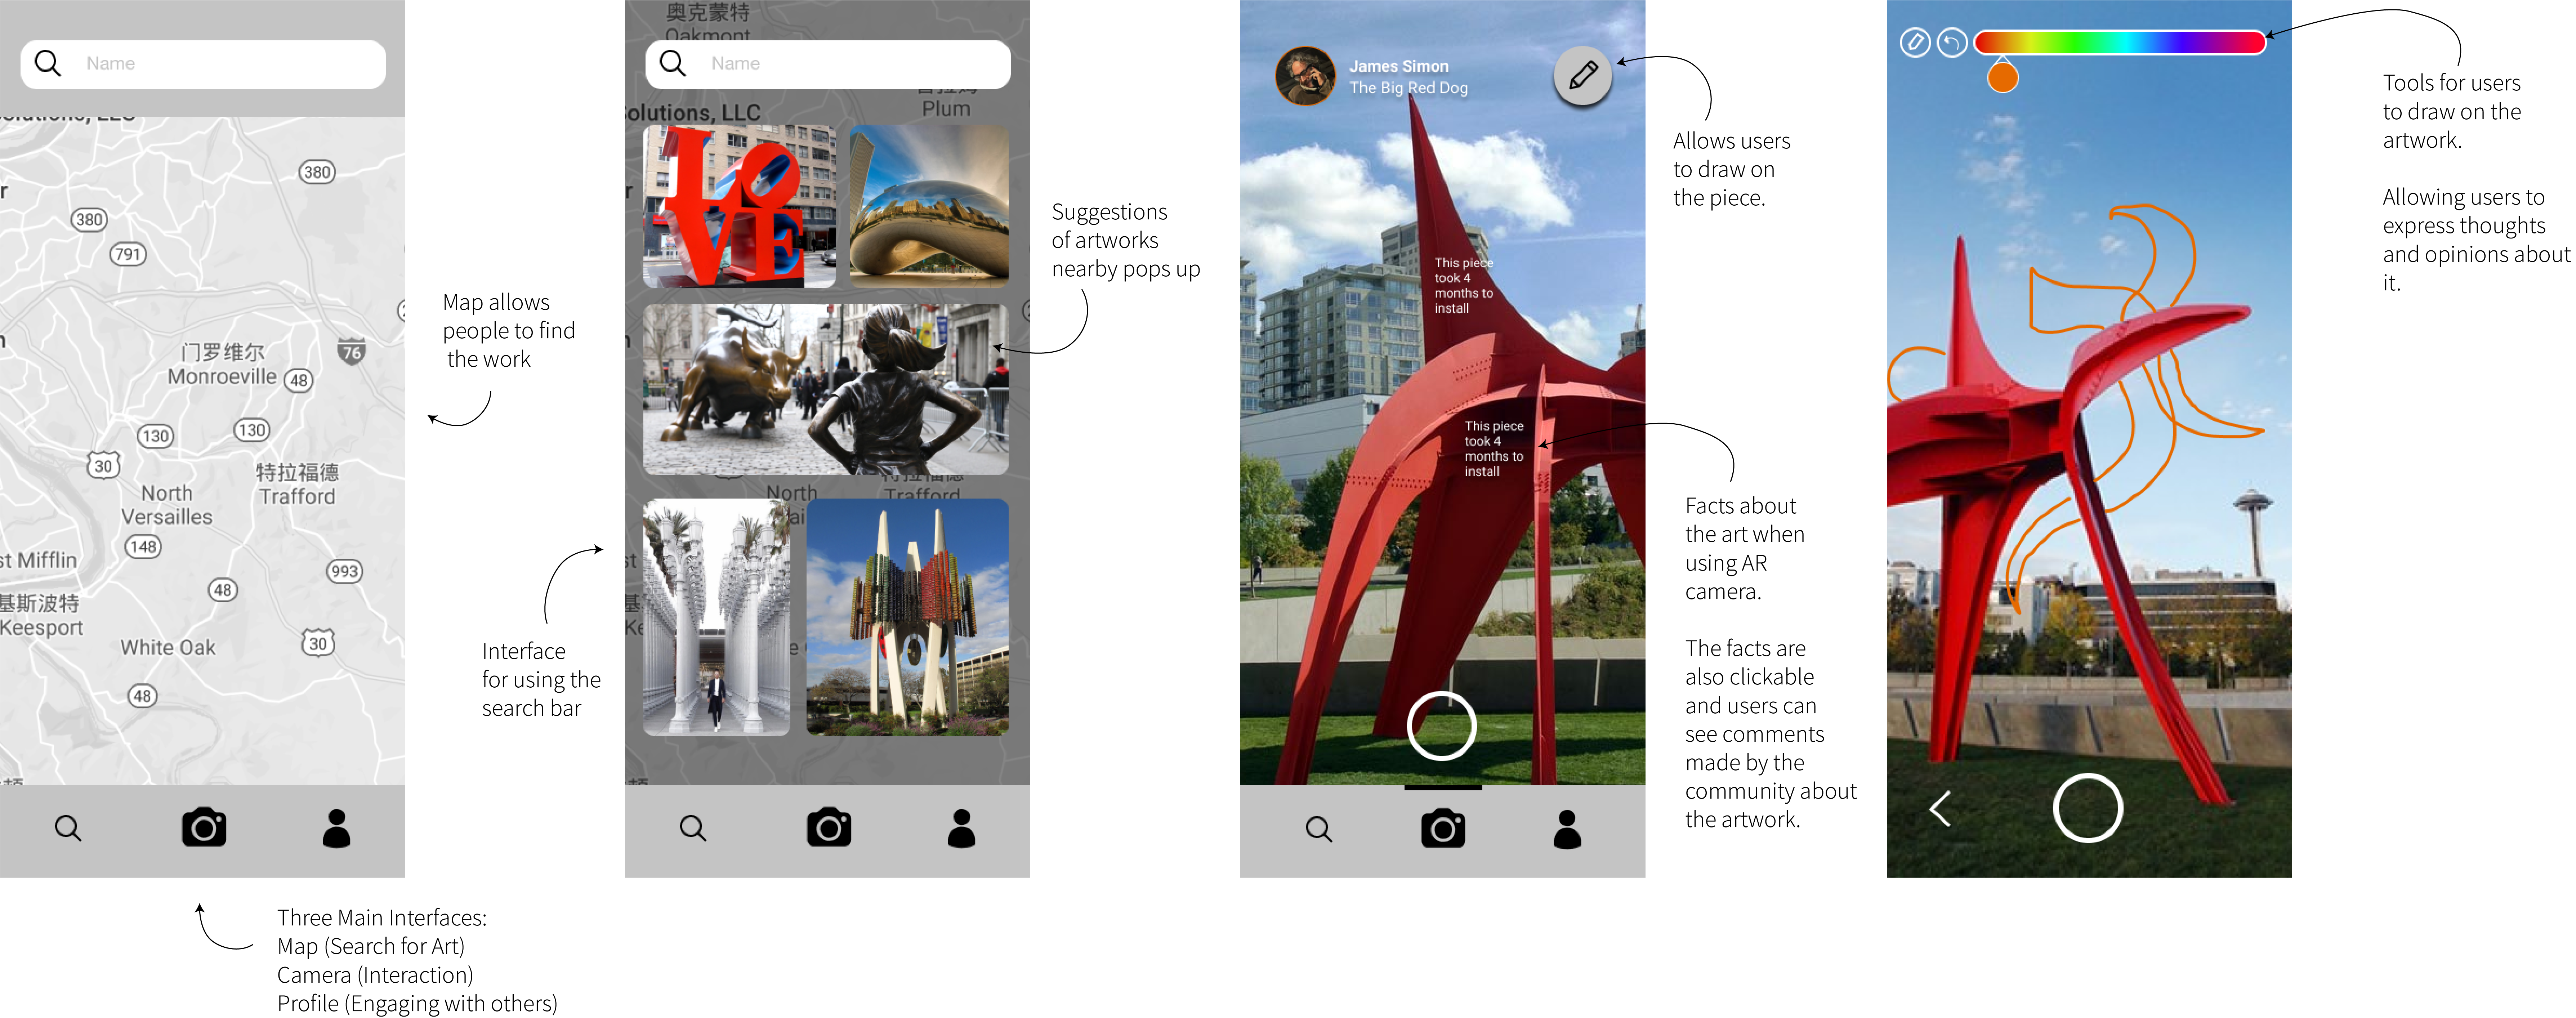 Name
olutions, LLC
r
380
380
791
76
门罗维尔
Monroeville
48
130
130
30
特拉福德
Trafford
North
Versailles
148
st Mifflin
993
48
基斯波特
Keesport
White Oak
30
48
Map allows
people to find
the work
Three Main Interfaces:
Map (Search for Art)
Camera (Interaction)
Profile (Engaging with others)
Interface
for using the
search bar
奥克蒙特
Oakmont
Name
Plum
olutions, LLC
r
LOVE
North
特拉福德
Trafford
st
Suggestions
of artworks
nearby pops up
James Simon
The Big Red Dog
This piece
took 4
months to
install
This piece
took 4
months to
install
Allows users
to draw on
the piece.
Facts about
the art when
using AR
camera.
The facts are
also clickable
and users can
see comments
made by the
community about
the artwork.
Tools for users
to draw on the
artwork.
Allowing users to
express thoughts
and opinions about
it.